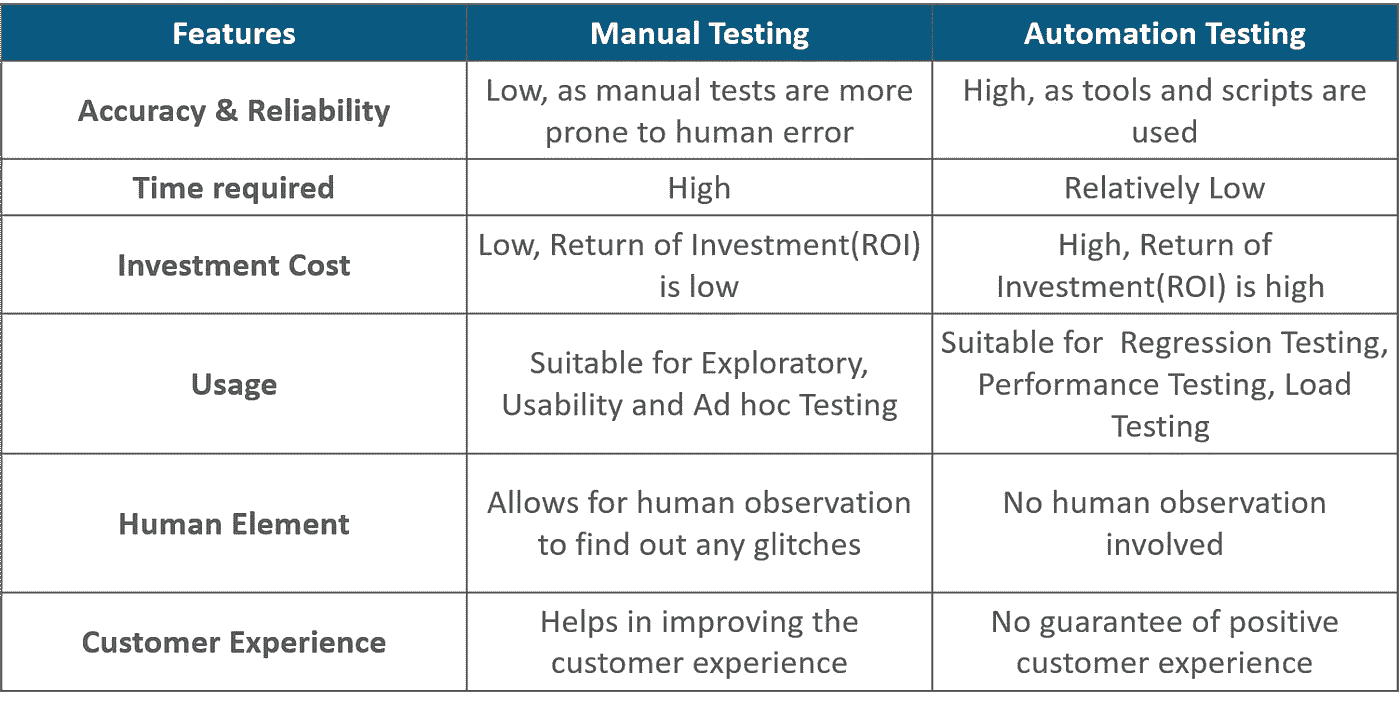 Features Manual Testing Automation Testing
Accuracy & Reliability
Low, as manual tests are more
prone to human error
High, as tools and scripts are
used
Time required High Relatively Low
Investment Cost
Low, Return of Investment(ROI)
is low
High, Return of
Investment(ROI) is high
Usage
Suitable for Exploratory,
Usability and Ad hoc Testing
Suitable for  Regression Testing,
Performance Testing, Load
Testing
Human Element
Allows for human observation
to find out any glitches
No human observation
involved
Customer Experience
Helps in improving the
customer experience
No guarantee of positive
customer experience